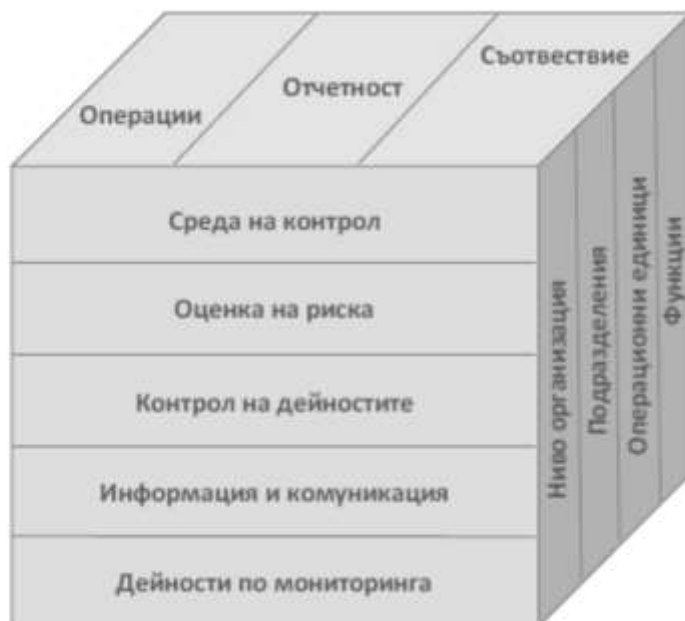 Операции
Отчетност
Съотвествие
Среда на контрол
Оценка на риска
Контрол на дейностите
Информация и комуникация
Дейности по мониторинга
Ниво организация
Подразделения
Операционни единици
Функции